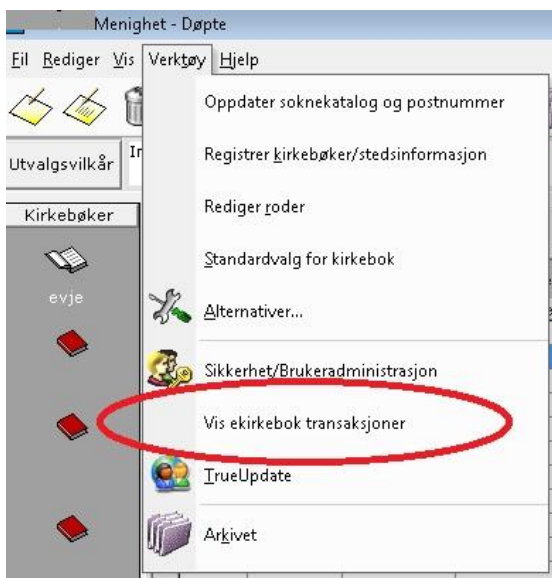 Menighet - Døpte
Fil Rediger Vis Verktøy Hjelp
Oppdater soknekatalog og postnummer
Utvalgsvilkår
Registrer kirkebøker/stedsinformasjon
Kirkebøker
Rediger roder
Standardvalg for kirkebok
evje
Alternativer...
Sikkerhet/Brukeradministrasjon
Vis ekirkebok transaksjoner
TrueUpdate
Arkivet